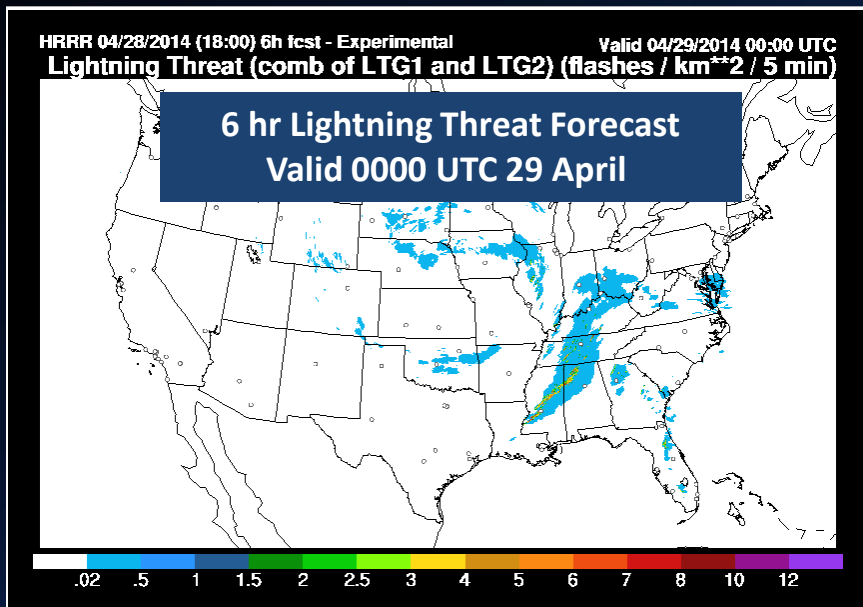 HRRR 04/28/2014 (18:00) 6h fcst - Experimental
Valid 04/29/2014 00:00 UTC
Lightning Threat (comb of LTG1 and LTG2) (flashes / km**2 / 5 min)
6 hr Lightning Threat Forecast
Valid 0000 UTC 29 April
.02 .5 1 1.5 2 2.5 3 4 5 6 7 8 10 12